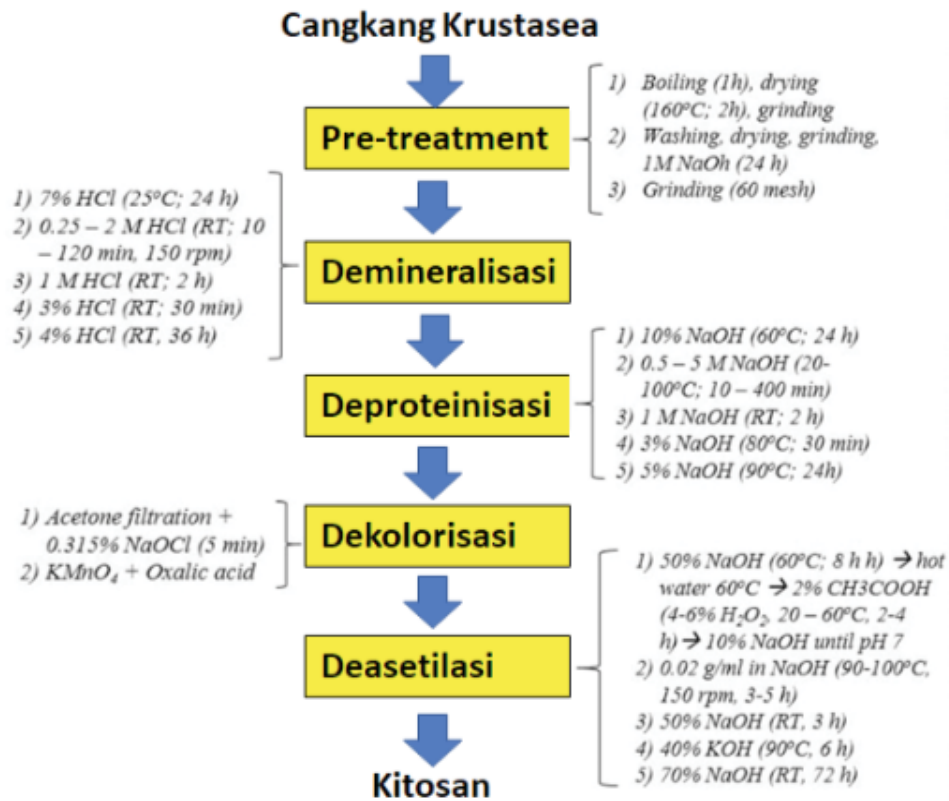 Cangkang Krustasea
1) Boiling (1h), drying
(160°C; 2h), grinding
2) Washing, drying, grinding,
1M NaOh (24 h)
3) Grinding (60 mesh)
Pre-treatment
1) 7% HCl (25°C; 24 h)
2) 0.25 – 2 M HCl (RT; 10
– 120 min, 150 rpm)
3) 1 M HCl (RT; 2 h)
4) 3% HCl (RT; 30 min)
5) 4% HCl (RT, 36 h)
Demineralisasi
1) 10% NaOH (60°C; 24 h)
2) 0.5 – 5 M NaOH (20-
100°C; 10 – 400 min)
3) 1 M NaOH (RT; 2 h)
4) 3% NaOH (80°C; 30 min)
5) 5% NaOH (90°C; 24h)
Deproteinisasi
1) Acetone filtration +
0.315% NaOCl (5 min)
2) KMnO₄ + Oxalic acid
Dekolorisasi
1) 50% NaOH (60°C; 8 h h) → hot
water 60°C → 2% CH3COOH
(4-6% H₂O₂, 20 – 60°C, 2-4
h) → 10% NaOH until pH 7
2) 0.02 g/ml in NaOH (90-100°C,
150 rpm, 3-5 h)
3) 50% NaOH (RT, 3 h)
4) 40% KOH (90°C, 6 h)
5) 70% NaOH (RT, 72 h)
Deasetilasi
Kitosan